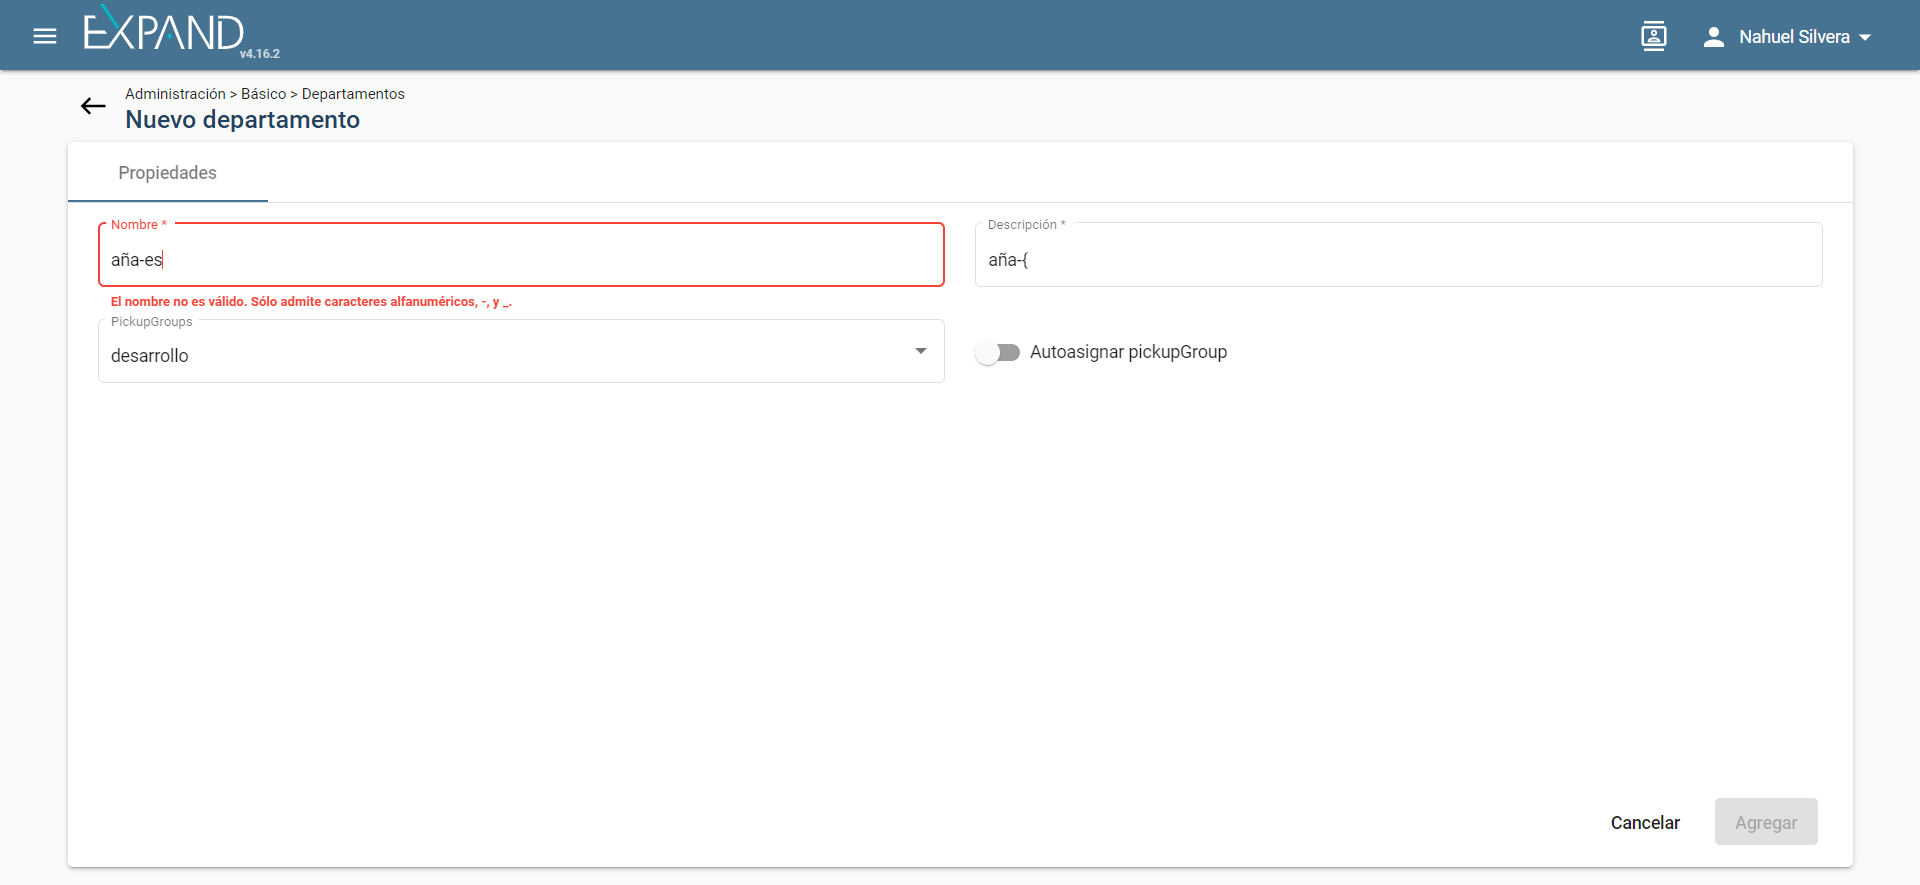 EXPAND
v4.16.2
Nahuel Silvera
Administración > Básico > Departamentos
Nuevo departamento
Propiedades
Nombre *
aña-es
El nombre no es válido. Sólo admite caracteres alfanuméricos, -, y _.
Descripción *
aña-{
PickupGroups
desarrollo
Autoasignar pickupGroup
Cancelar
Agregar